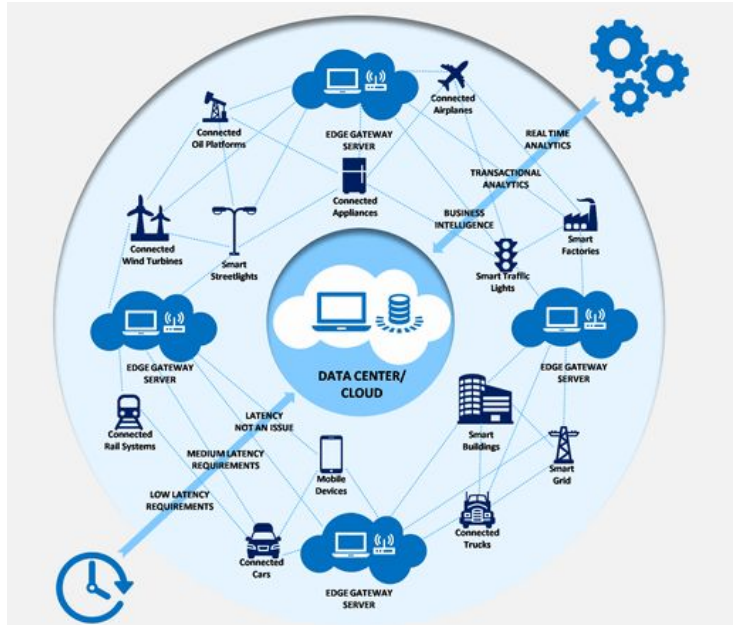 Connected
Airplanes
Connected
Oil Platforms
EDGE GATEWAY
SERVER
REAL TIME
ANALYTICS
TRANSACTIONAL
ANALYTICS
Connected
Appliances
BUSINESS
INTELLIGENCE
Connected
Wind Turbines
Smart
Streetlights
Smart
Factories
Smart Traffic
Lights
EDGE GATEWAY
SERVER
DATA CENTER/
CLOUD
EDGE GATEWAY
SERVER
LATENCY
NOT AN ISSUE
Connected
Rail Systems
MEDIUM LATENCY
REQUIREMENTS
Smart
Buildings
Mobile
Devices
Smart
Grid
LOW LATENCY
REQUIREMENTS
Connected
Trucks
Connected
Cars
EDGE GATEWAY
SERVER